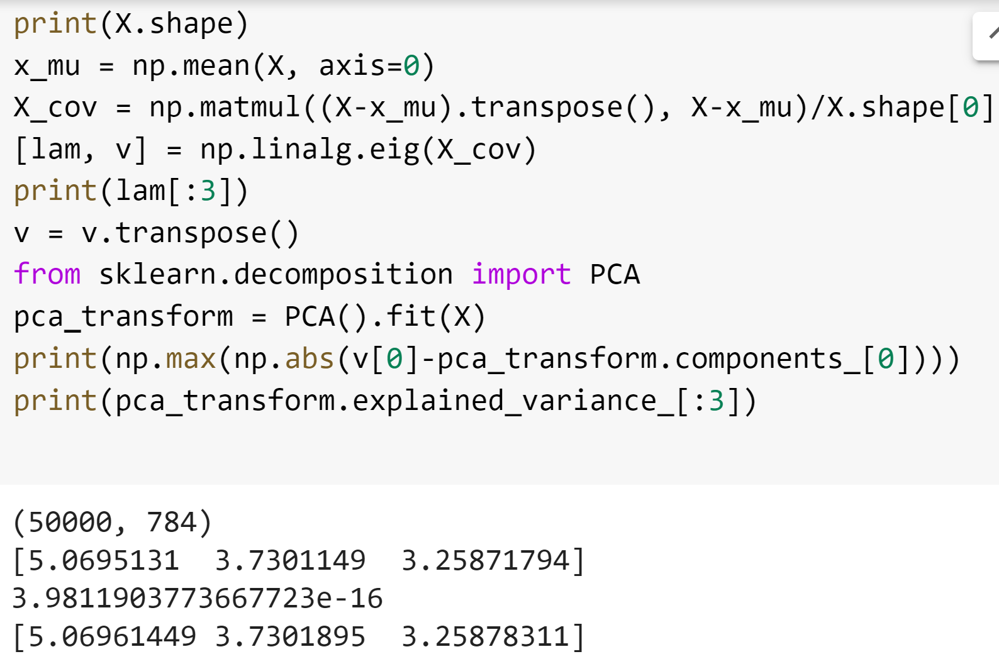 print(X.shape)
x_mu = np.mean(X, axis=0)
X_cov = np.matmul((X-x_mu).transpose(), X-x_mu)/X.shape[0]
[lam, v] = np.linalg.eig(X_cov)
print(lam[:3])
v = v.transpose()
from sklearn.decomposition import PCA
pca_transform = PCA().fit(X)
print(np.max(np.abs(v[0]-pca_transform.components_[0])))
print(pca_transform.explained_variance_[:3])
(50000, 784)
[5.0695131  3.7301149  3.25871794]
3.9811903773667723e-16
[5.06961449 3.7301895  3.25878311]